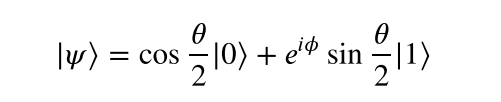 |ψ⟩ = cos θ/2 |0⟩ + e^{iϕ} sin θ/2 |1⟩